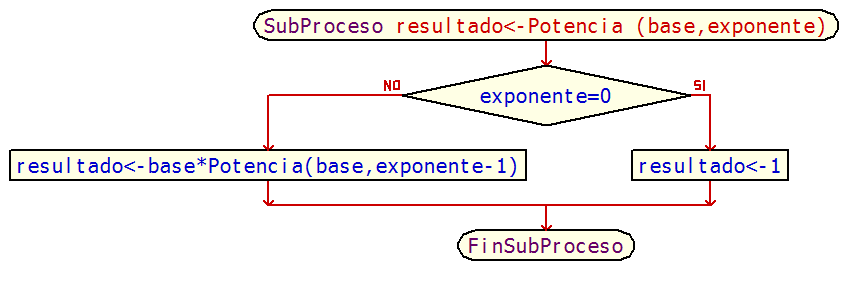 SubProceso resultado<-Potencia (base,exponente)
NO
SI
exponente=0
resultado<-base*Potencia(base,exponente-1)
resultado<-1
FinSubProceso